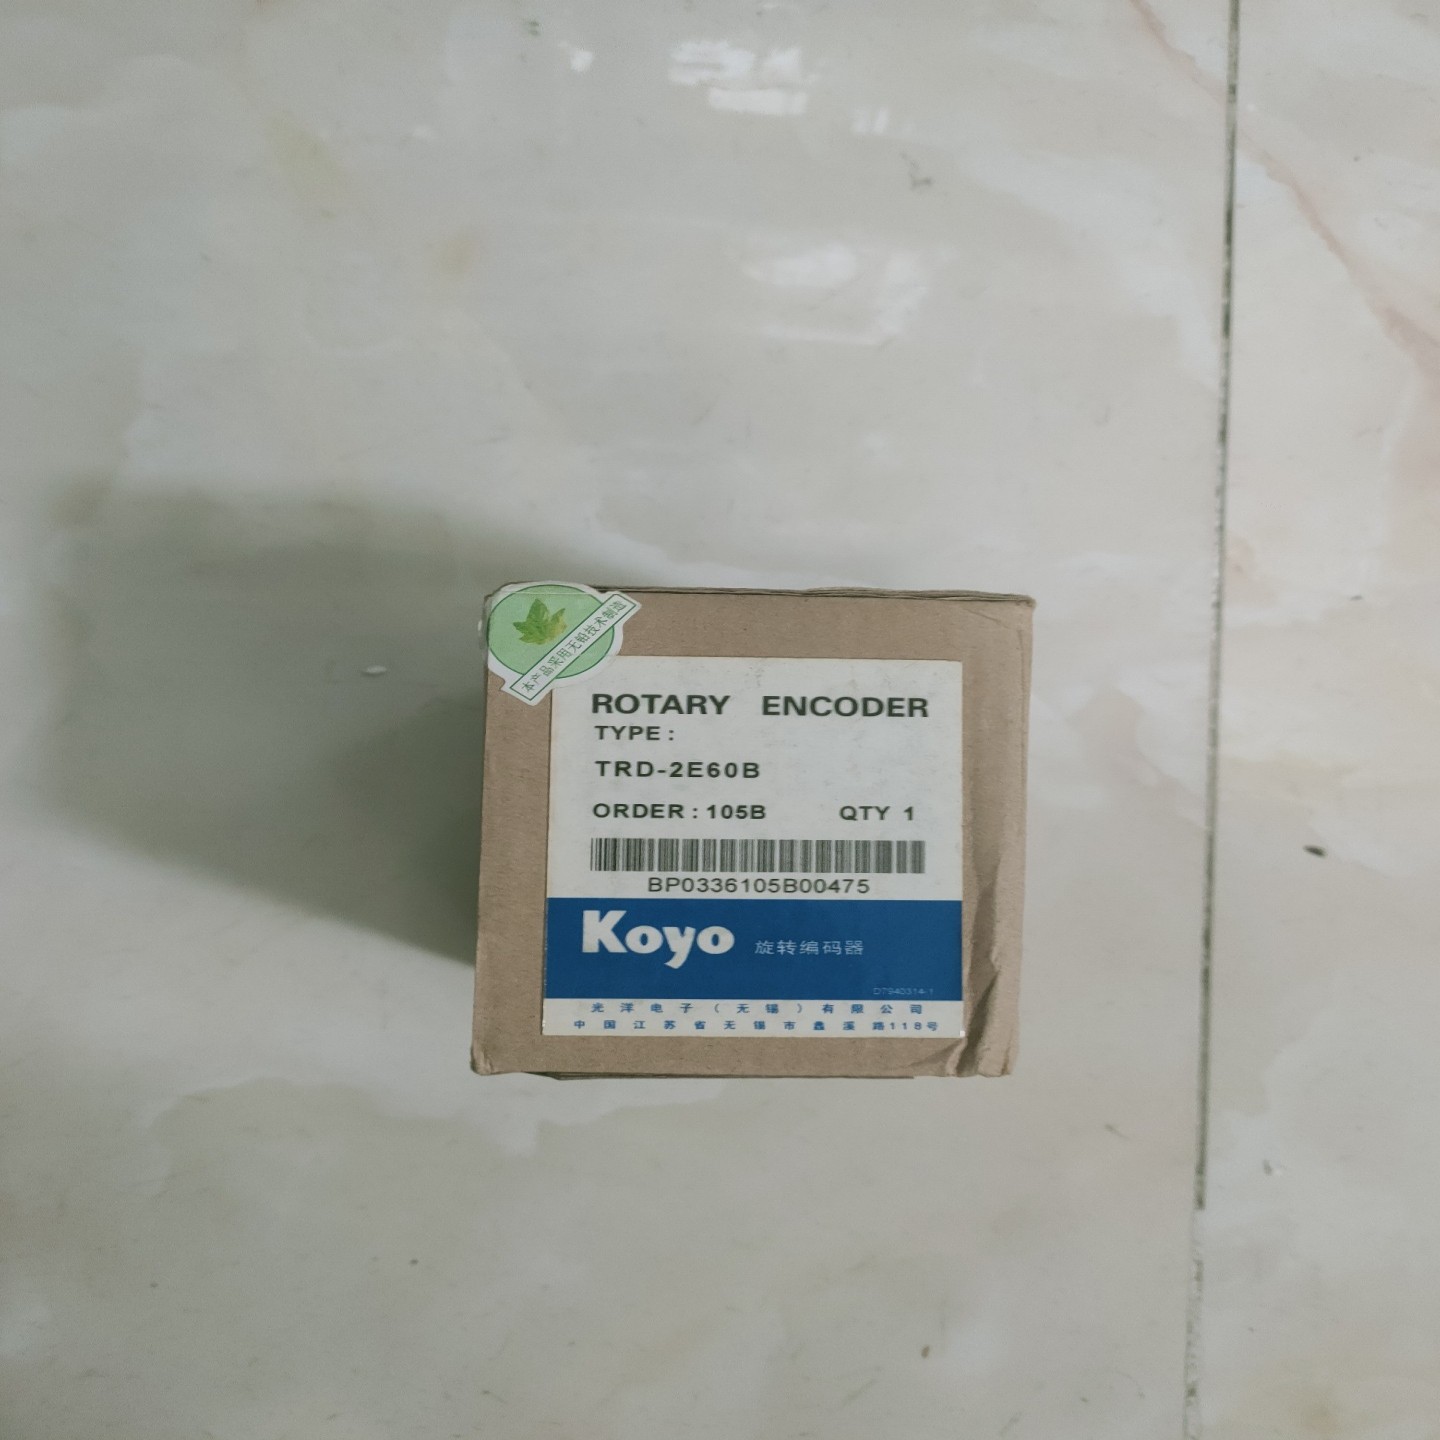 本产品采用无铅技术制造
ROTARY ENCODER
TYPE :
TRD-2E60B
ORDER : 105B QTY 1
BP0336105B00475
Koyo 旋转编码器
D7940314-1
光洋电子（无锡）有限公司
中国江苏省无锡市蠡溪路118号